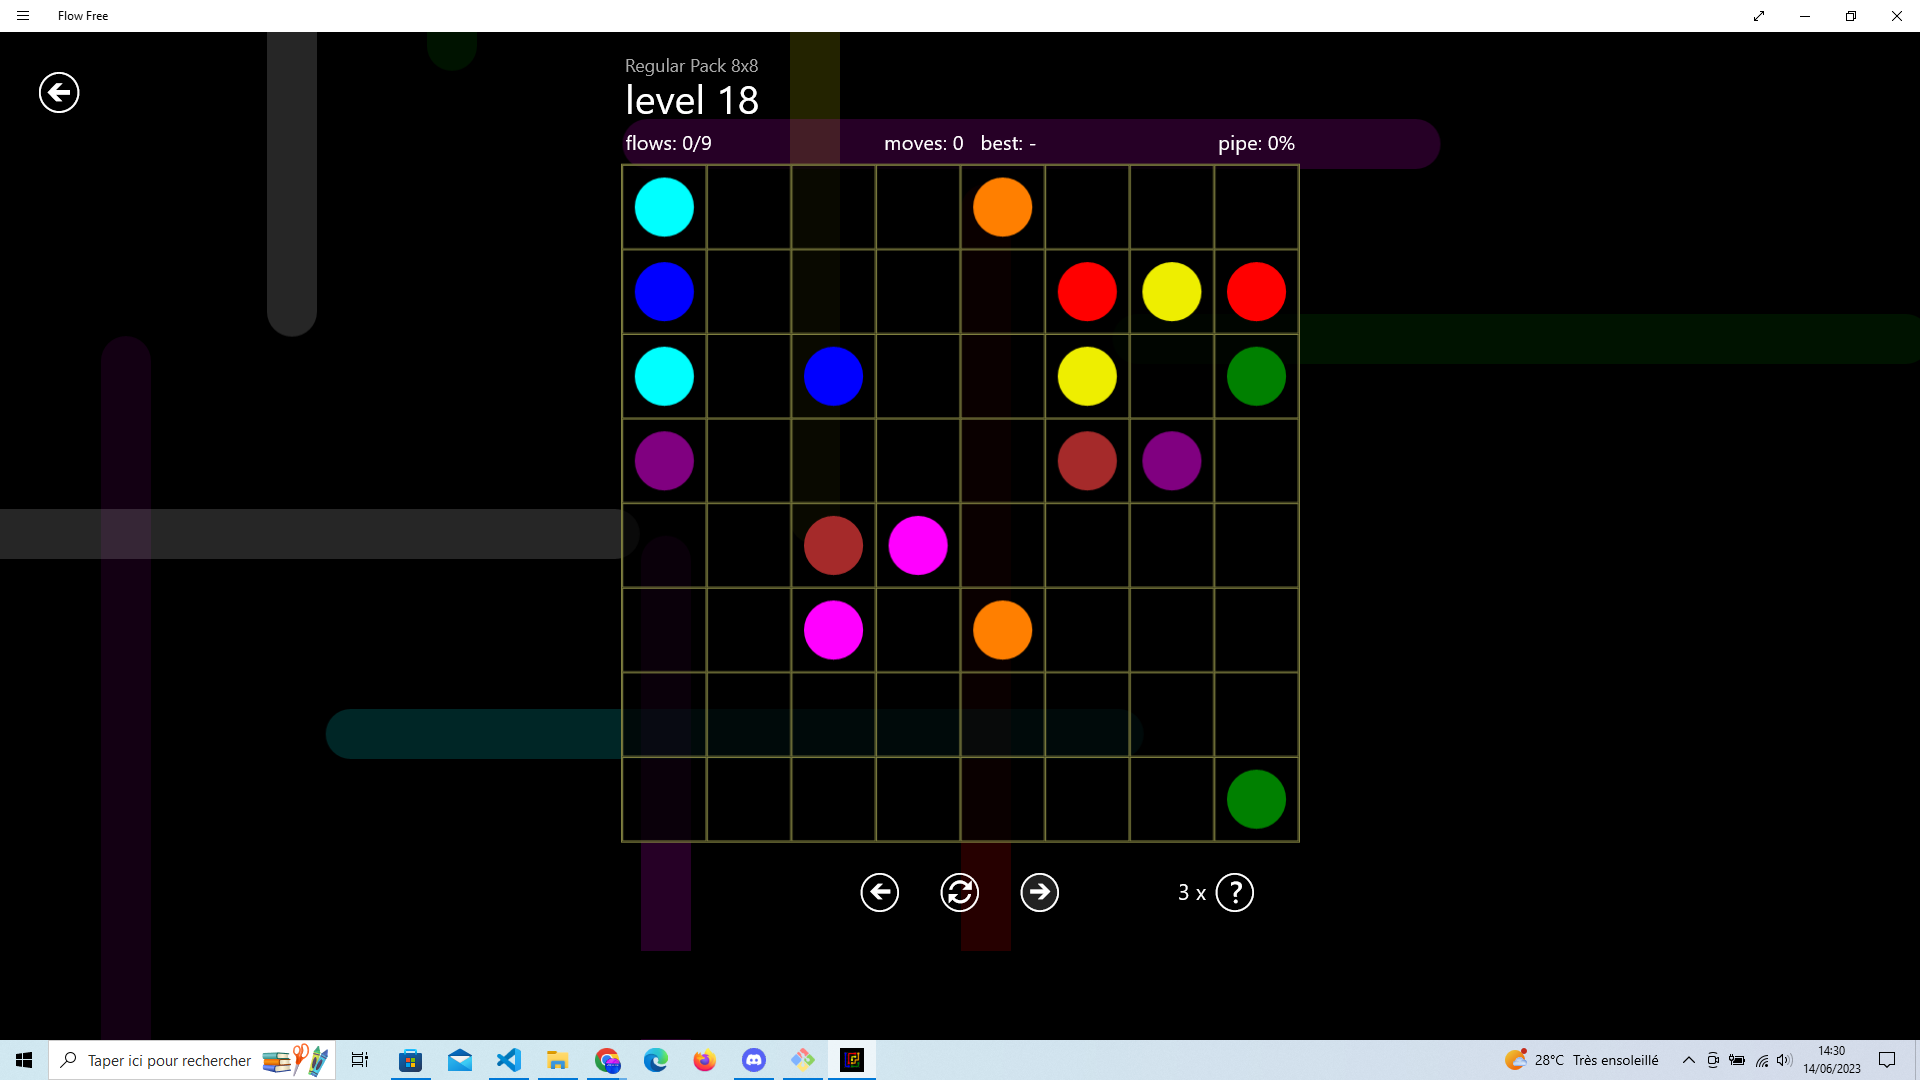 Flow Free
Regular Pack 8x8
level 18
flows: 0/9 moves: 0 best: - pipe: 0%
3 x ?
Taper ici pour rechercher
28°C Très ensoleillé
14:30
14/06/2023